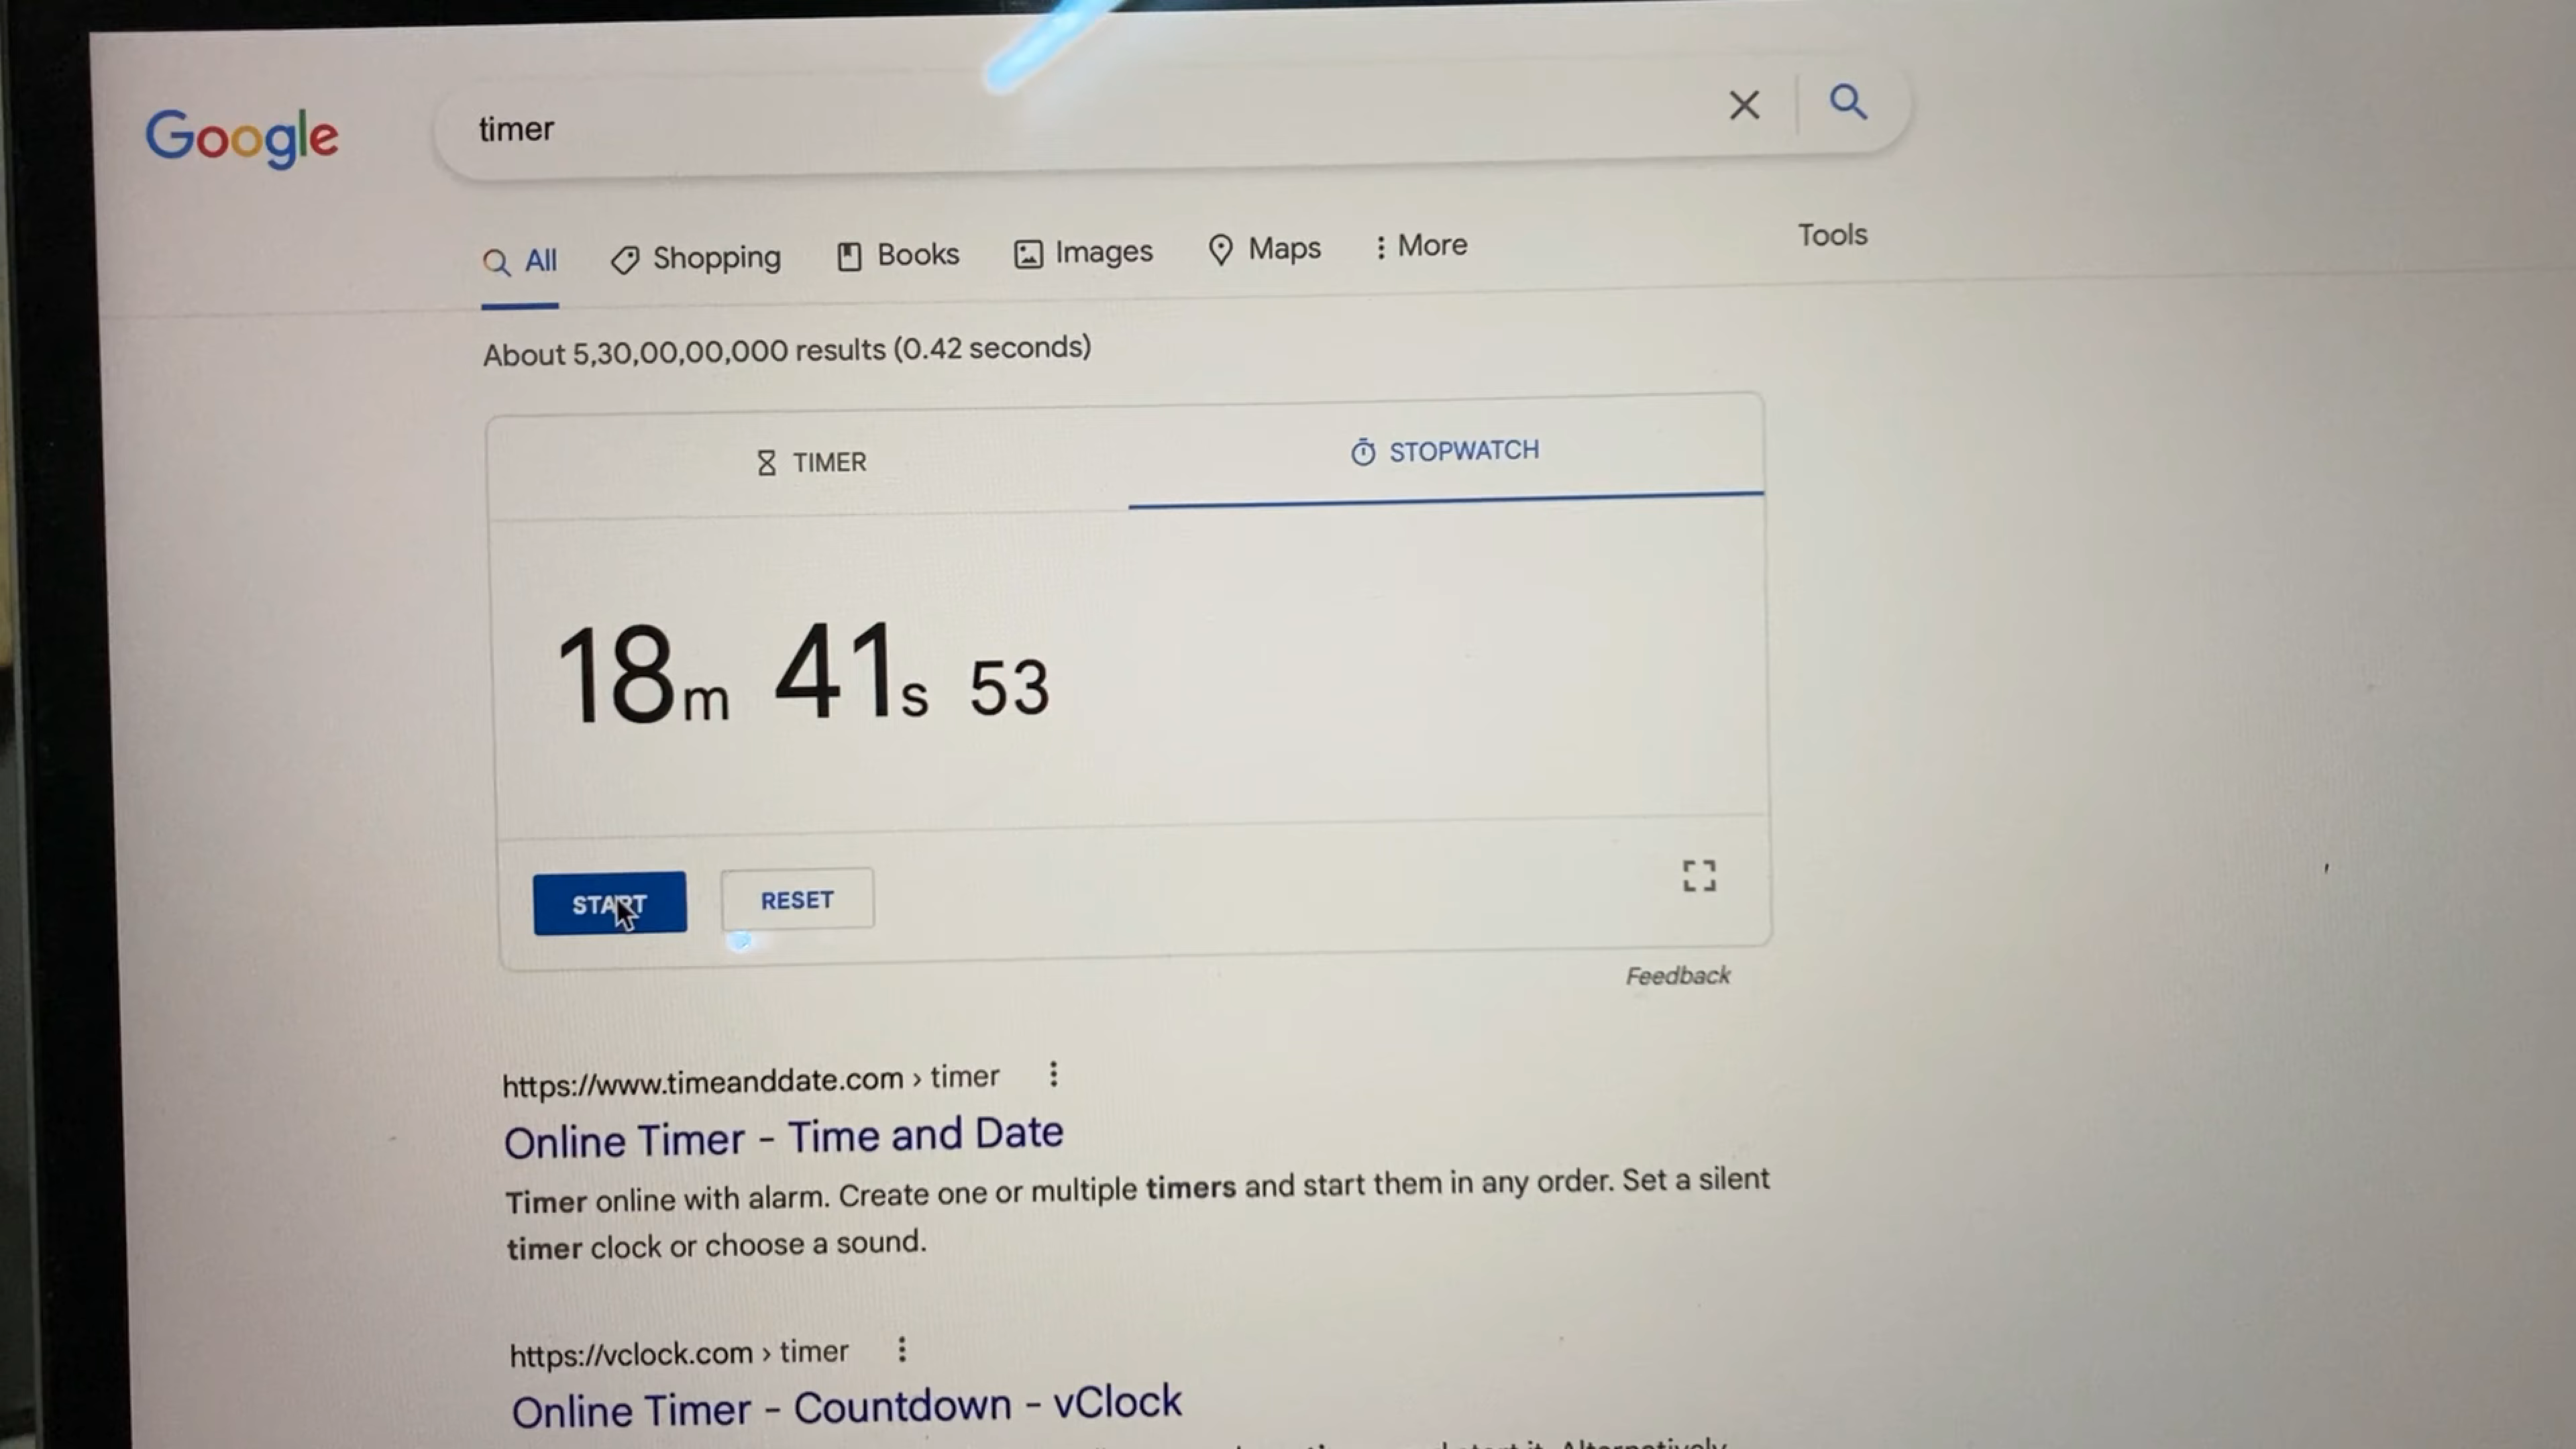 Google
timer
All Shopping Books Images Maps More Tools
About 5,30,00,00,000 results (0.42 seconds)
TIMER STOPWATCH
18m 41s 53
START RESET
Feedback
https://www.timeanddate.com › timer
Online Timer - Time and Date
Timer online with alarm. Create one or multiple timers and start them in any order. Set a silent
timer clock or choose a sound.
https://vclock.com › timer
Online Timer - Countdown - vClock